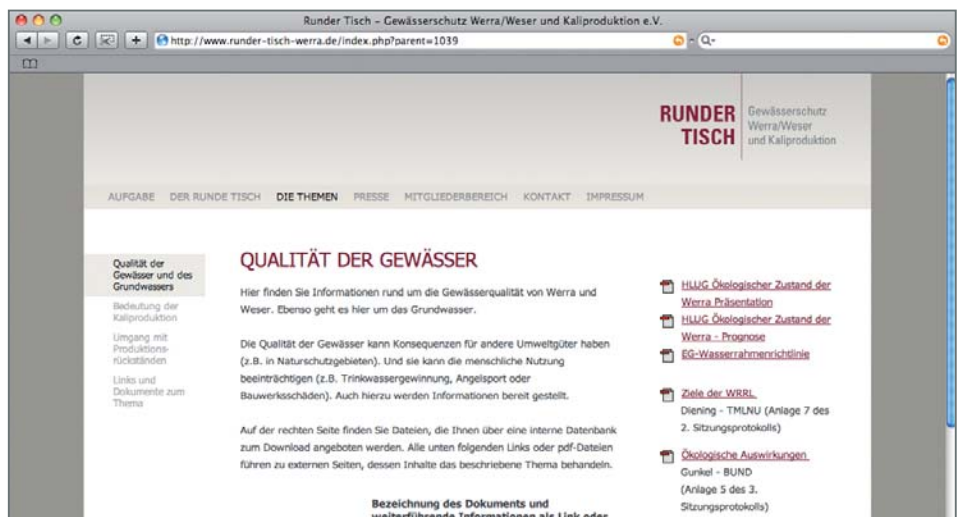 Runder Tisch – Gewässerschutz Werra/Weser und Kaliproduktion e.V.
http://www.runder-tisch-werra.de/index.php?parent=1039
RUNDER TISCH
Gewässerschutz
Werra/Weser
und Kaliproduktion
AUFGABE DER RUNDE TISCH DIE THEMEN PRESSE MITGLIEDERBEREICH KONTAKT IMPRESSUM
Qualität der
Gewässer und des
Grundwassers
Bedeutung der
Kaliproduktion
Umgang mit
Produktions-
rückständen
Links und
Dokumente zum
Thema
QUALITÄT DER GEWÄSSER
Hier finden Sie Informationen rund um die Gewässerqualität von Werra und
Weser. Ebenso geht es hier um das Grundwasser.
Die Qualität der Gewässer kann Konsequenzen für andere Umweltgüter haben
(z.B. in Naturschutzgebieten). Und sie kann die menschliche Nutzung
beeinträchtigen (z.B. Trinkwassergewinnung, Angelsport oder
Bauwerksschäden). Auch hierzu werden Informationen bereit gestellt.
Auf der rechten Seite finden Sie Dateien, die Ihnen über eine interne Datenbank
zum Download angeboten werden. Alle unten folgenden Links oder pdf-Dateien
führen zu externen Seiten, dessen Inhalte das beschriebene Thema behandeln.
Bezeichnung des Dokuments und
weiterführende Informationen als Link oder
HLUG Ökologischer Zustand der
Werra Präsentation
HLUG Ökologischer Zustand der
Werra - Prognose
EG-Wasserrahmenrichtlinie
Ziele der WRRL
Diening - TMLNU (Anlage 7 des
2. Sitzungsprotokolls)
Ökologische Auswirkungen
Gunkel - BUND
(Anlage 5 des 3.
Sitzungsprotokolls)